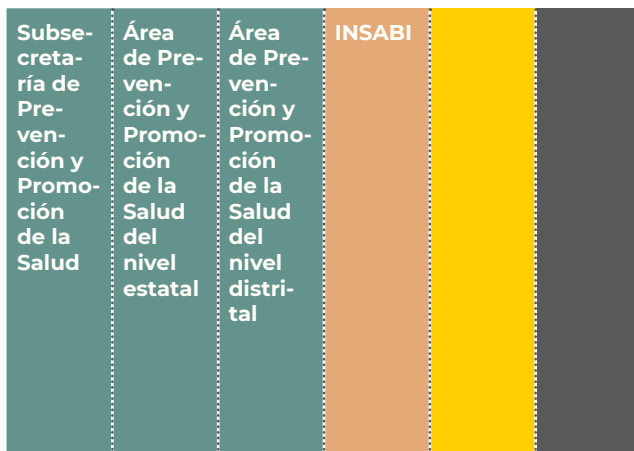 Subse-
creta-
ría de
Pre-
ven-
ción y
Promo-
ción
de la
Salud
Área
de Pre-
ven-
ción y
Promo-
ción
de la
Salud
del
nivel
estatal
Área
de Pre-
ven-
ción y
Promo-
ción
de la
Salud
del
nivel
distri-
tal
INSABI